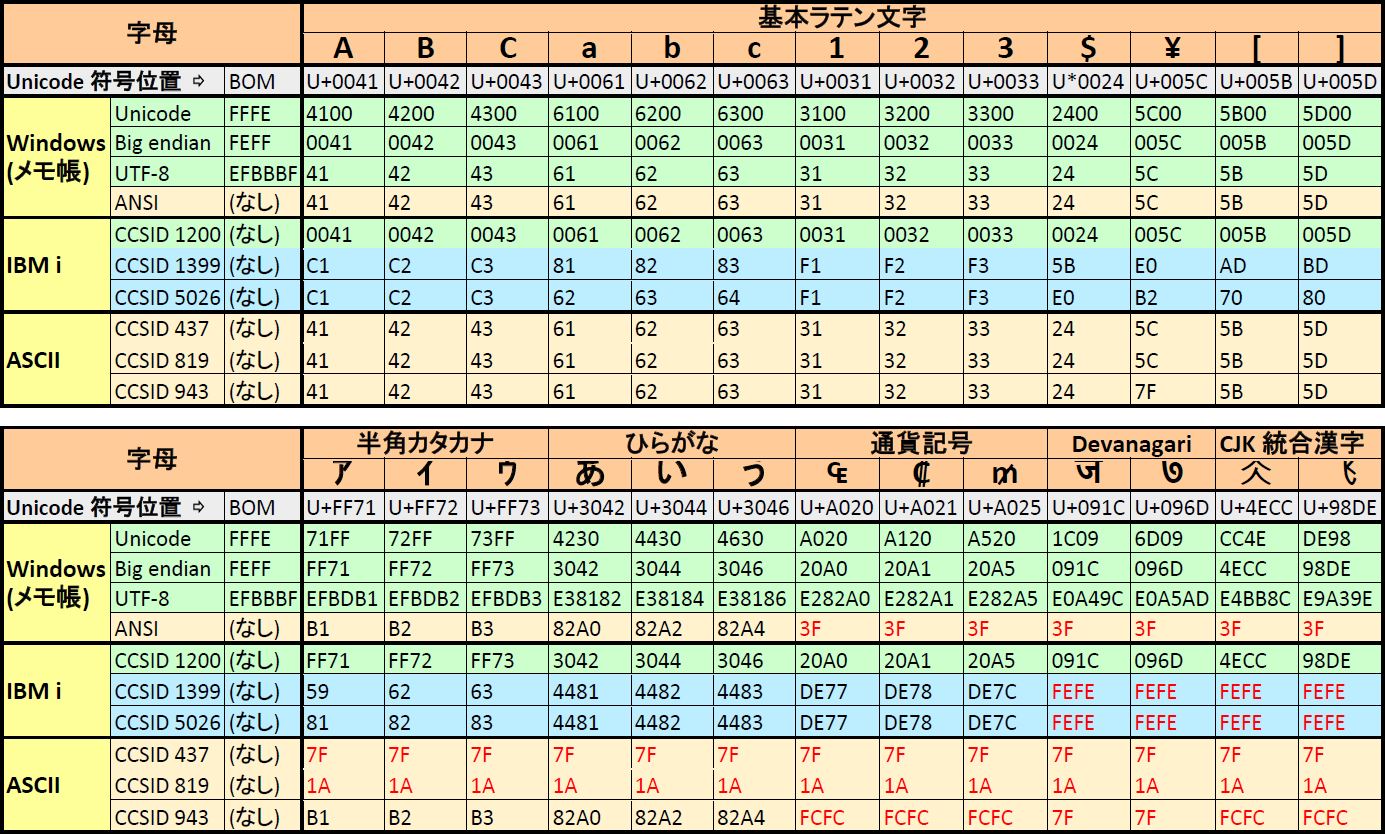 字母 基本ラテン文字
A B C a b c 1 2 3 $ ¥ [ ]
Unicode 符号位置 ⇨ BOM U+0041 U+0042 U+0043 U+0061 U+0062 U+0063 U+0031 U+0032 U+0033 U*0024 U+005C U+005B U+005D
Windows (メモ帳) Unicode FFFE 4100 4200 4300 6100 6200 6300 3100 3200 3300 2400 5C00 5B00 5D00
Big endian FEFF 0041 0042 0043 0061 0062 0063 0031 0032 0033 0024 005C 005B 005D
UTF-8 EFBBBF 41 42 43 61 62 63 31 32 33 24 5C 5B 5D
ANSI (なし) 41 42 43 61 62 63 31 32 33 24 5C 5B 5D
IBM i CCSID 1200 (なし) 0041 0042 0043 0061 0062 0063 0031 0032 0033 0024 005C 005B 005D
CCSID 1399 (なし) C1 C2 C3 81 82 83 F1 F2 F3 5B E0 AD BD
CCSID 5026 (なし) C1 C2 C3 62 63 64 F1 F2 F3 E0 B2 70 80
ASCII CCSID 437 (なし) 41 42 43 61 62 63 31 32 33 24 5C 5B 5D
CCSID 819 (なし) 41 42 43 61 62 63 31 32 33 24 5C 5B 5D
CCSID 943 (なし) 41 42 43 61 62 63 31 32 33 24 7F 5B 5D
字母 半角カタカナ ひらがな 通貨記号 Devanagari CJK 統合漢字
ｱ ｲ ｳ あ い う ₠ ₡ ₥ ज ७ 仌 飞
Unicode 符号位置 ⇨ BOM U+FF71 U+FF72 U+FF73 U+3042 U+3044 U+3046 U+A020 U+A021 U+A025 U+091C U+096D U+4ECC U+98DE
Windows (メモ帳) Unicode FFFE 71FF 72FF 73FF 4230 4430 4630 A020 A120 A520 1C09 6D09 CC4E DE98
Big endian FEFF FF71 FF72 FF73 3042 3044 3046 20A0 20A1 20A5 091C 096D 4ECC 98DE
UTF-8 EFBBBF EFBDB1 EFBDB2 EFBDB3 E38182 E38184 E38186 E282A0 E282A1 E282A5 E0A49C E0A5AD E4BB8C E9A39E
ANSI (なし) B1 B2 B3 82A0 82A2 82A4 3F 3F 3F 3F 3F 3F 3F
IBM i CCSID 1200 (なし) FF71 FF72 FF73 3042 3044 3046 20A0 20A1 20A5 091C 096D 4ECC 98DE
CCSID 1399 (なし) 59 62 63 4481 4482 4483 DE77 DE78 DE7C FEFE FEFE FEFE FEFE
CCSID 5026 (なし) 81 82 83 4481 4482 4483 DE77 DE78 DE7C FEFE FEFE FEFE FEFE
ASCII CCSID 437 (なし) 7F 7F 7F 7F 7F 7F 7F 7F 7F 7F 7F 7F 7F
CCSID 819 (なし) 1A 1A 1A 1A 1A 1A 1A 1A 1A 1A 1A 1A 1A
CCSID 943 (なし) B1 B2 B3 82A0 82A2 82A4 FCFC FCFC FCFC 7F 7F FCFC FCFC